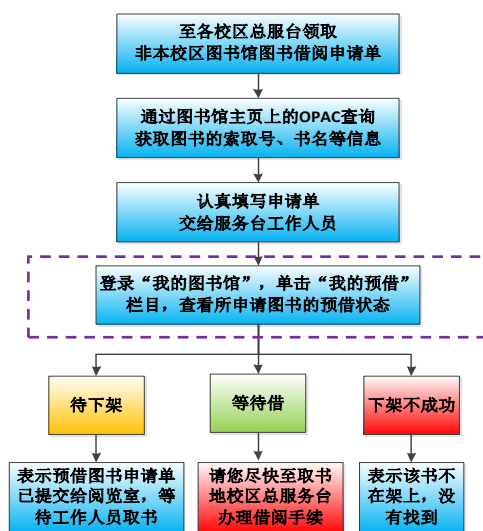 至各校区总服台领取
非本校区图书馆图书借阅申请单
通过图书馆主页上的OPAC查询
获取图书的索取号、书名等信息
认真填写申请单
交给服务台工作人员
登录“我的图书馆”，单击“我的预借”
栏目，查看所申请图书的预借状态
待下架
等待借
下架不成功
表示预借图书申请单
已提交给阅览室，等
待工作人员取书
请您尽快至取书
地校区总服务台
办理借阅手续
表示该书不
在架上，没
有找到